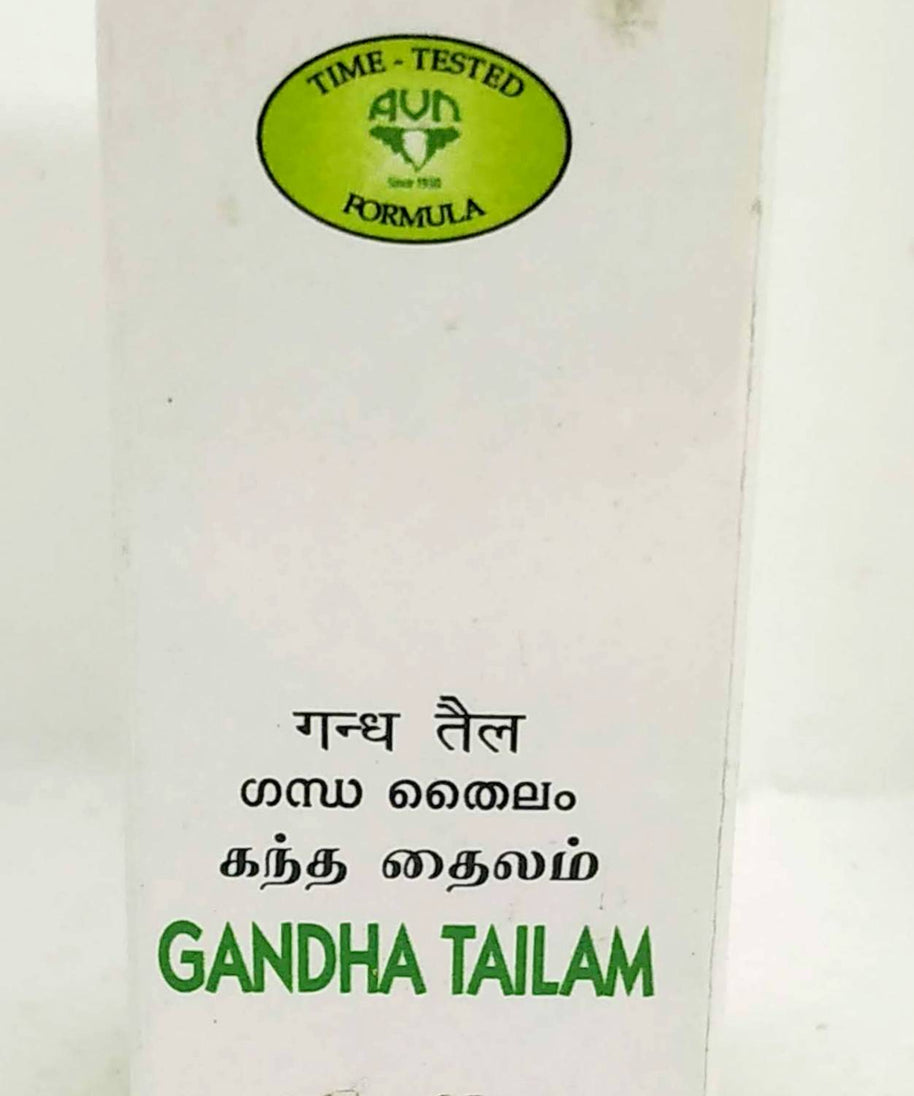 TIME - TESTED
AVN
Since 1930
FORMULA
गन्ध तैल
ഗന്ധ തൈലം
கந்த தைலம்
GANDHA TAILAM